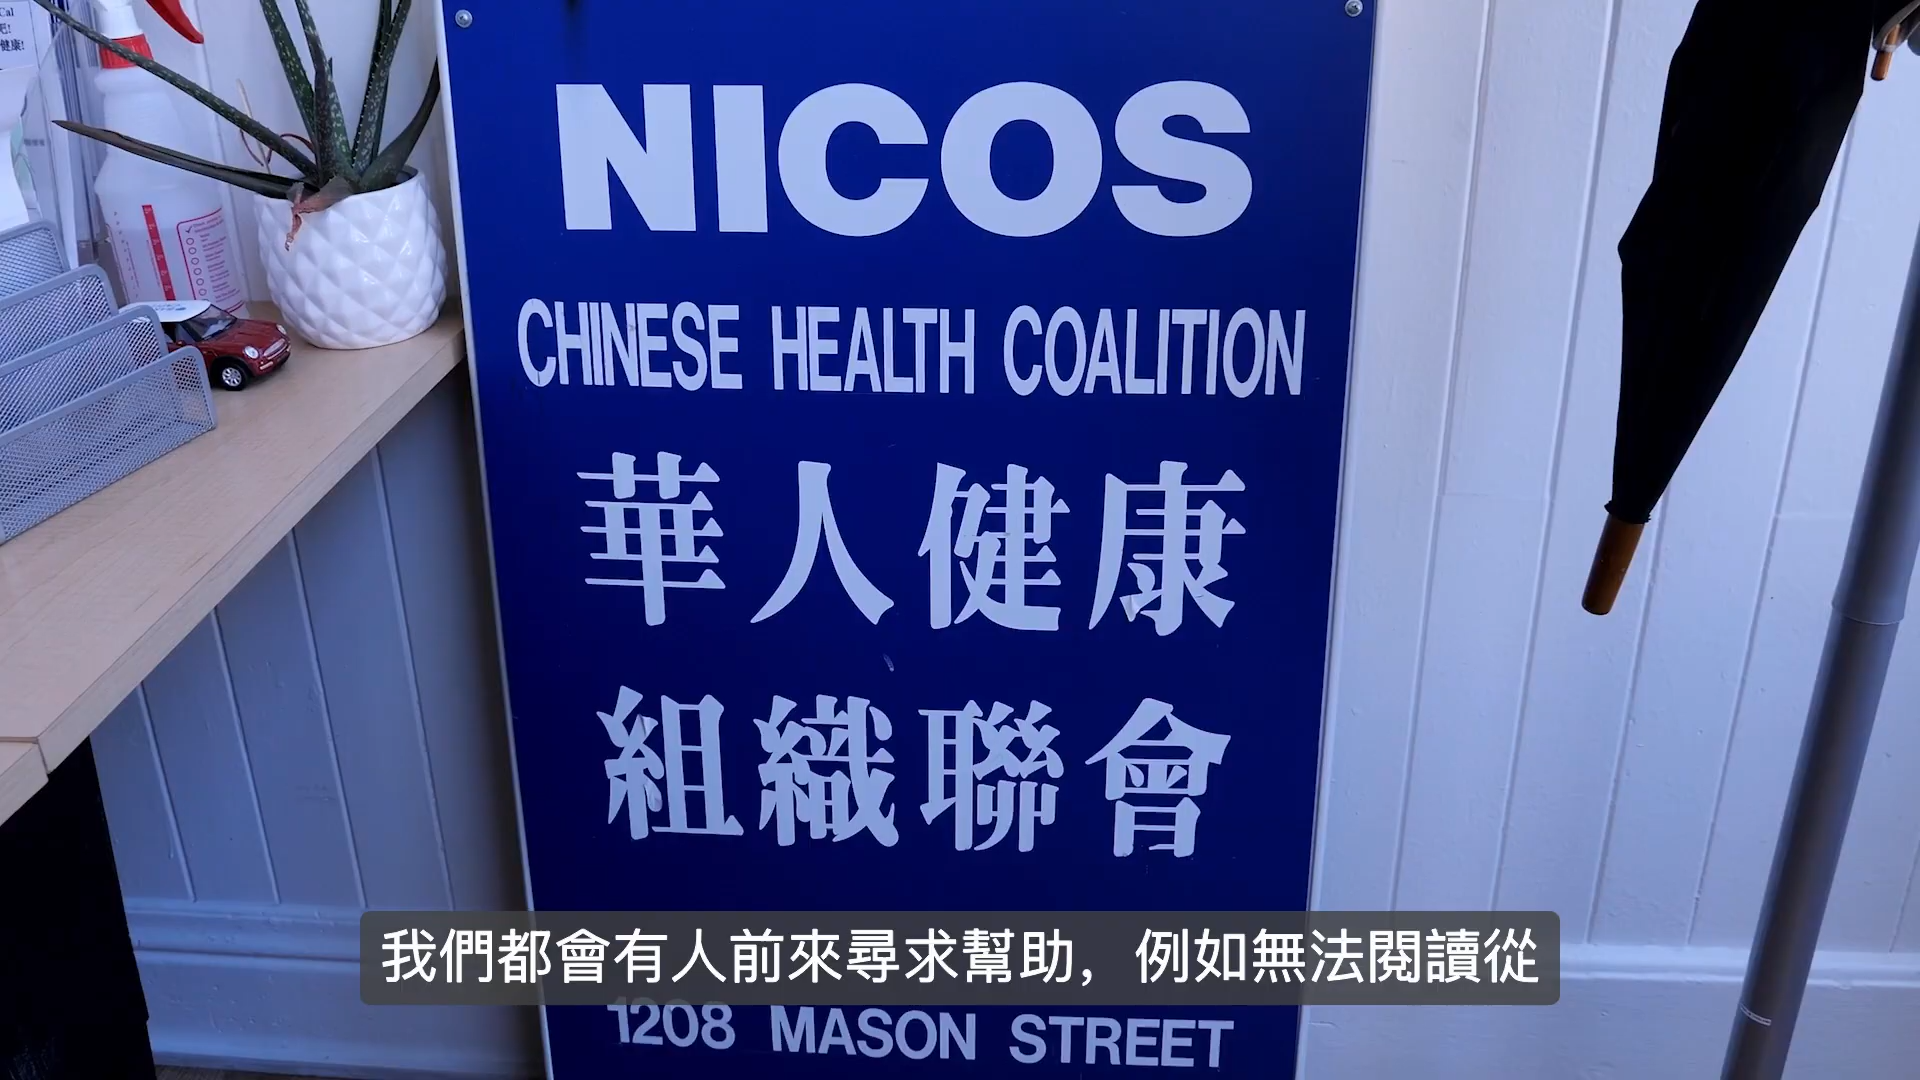 NICOS
CHINESE HEALTH COALITION
華人健康
組織聯會
我們都會有人前來尋求幫助，例如無法閱讀從
1208 MASON STREET